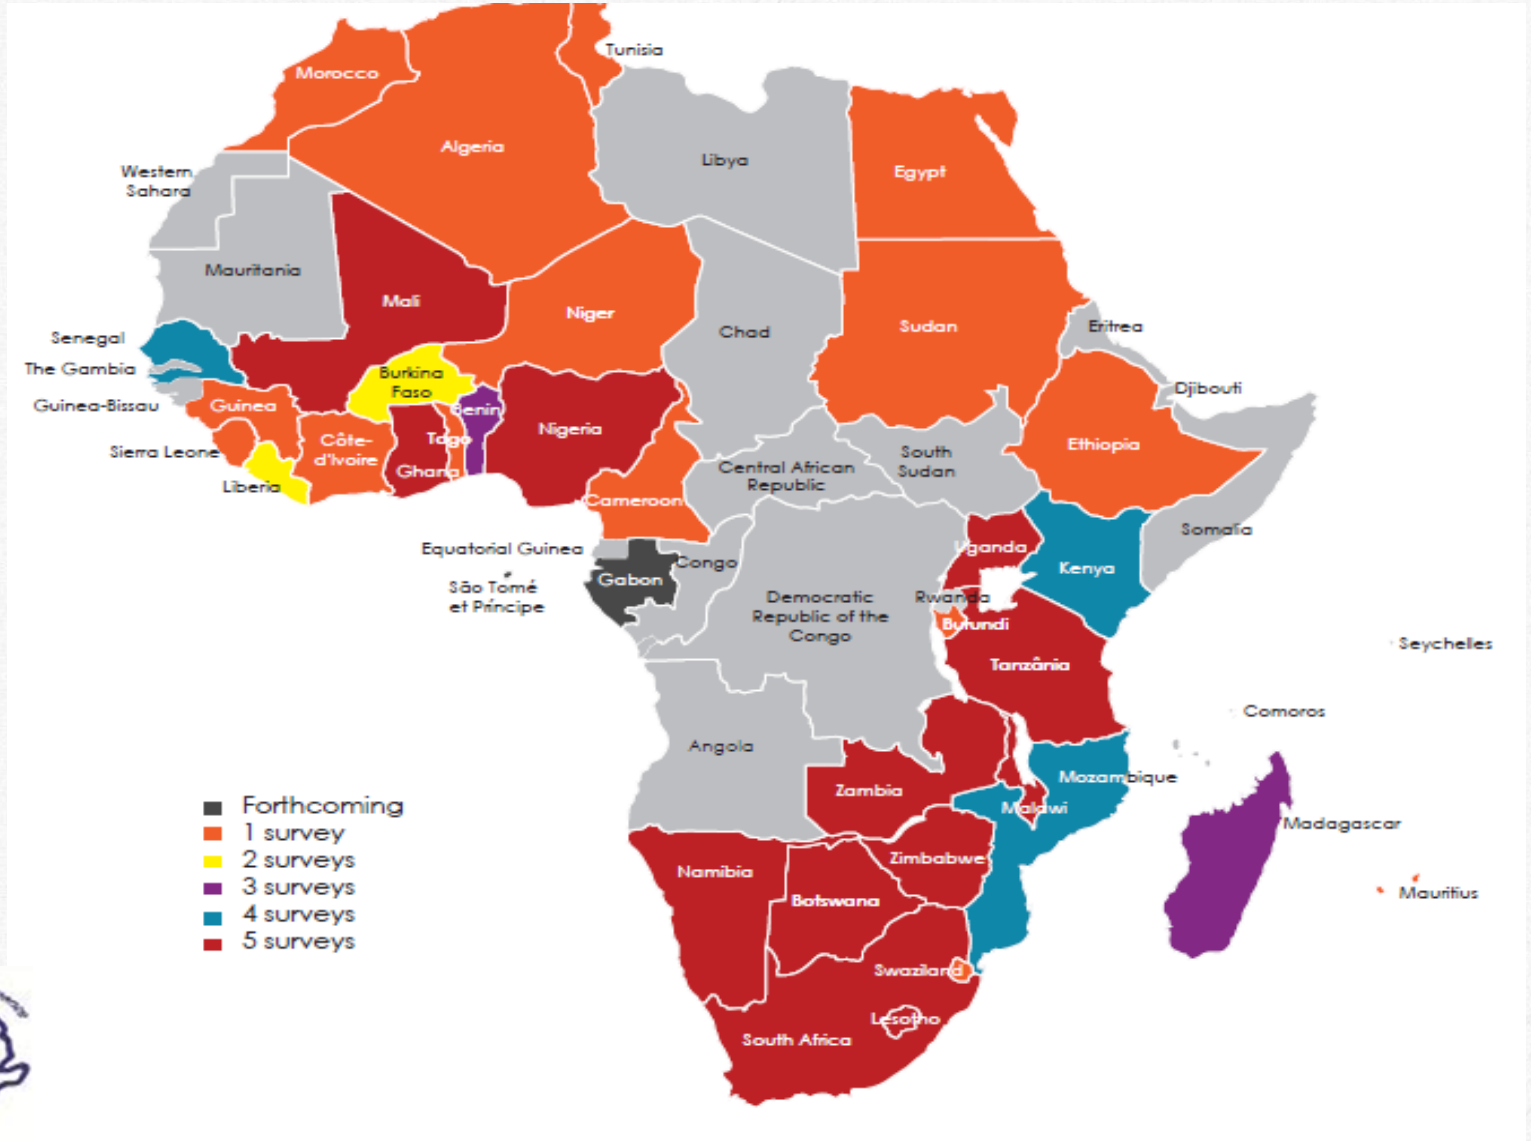 Tunisia
Morocco
Algeria
Libya
Egypt
Western
Sahara
Mauritania
Mali
Niger
Chad
Sudan
Eritrea
Senegal
The Gambia
Guinea-Bissau
Guinea
Sierra Leone
Liberia
Côte-
d'Ivoire
Burkina
Faso
Ghana
Togo
Benin
Nigeria
Cameroon
Central African
Republic
South
Sudan
Ethiopia
Djibouti
Somalia
Equatorial Guinea
São Tomé
et Príncipe
Gabon
Congo
Democratic
Republic of the
Congo
Uganda
Kenya
Rwanda
Burundi
Tanzânia
Seychelles
Comoros
Angola
Zambia
Malawi
Mozambique
Madagascar
Mauritius
Namibia
Botswana
Zimbabwe
Swaziland
Lesotho
South Africa
Forthcoming
1 survey
2 surveys
3 surveys
4 surveys
5 surveys